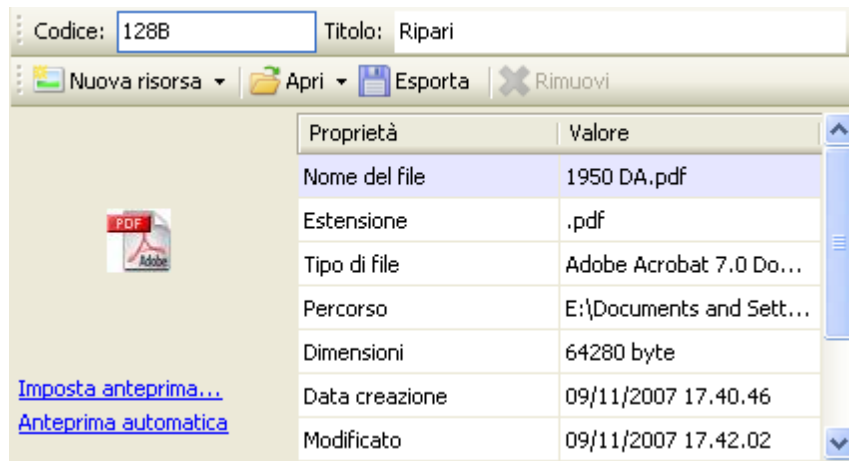 Codice: 128B Titolo: Ripari
Nuova risorsa Apri Esporta Rimuovi
Proprietà Valore
Nome del file 1950 DA.pdf
Estensione .pdf
Tipo di file Adobe Acrobat 7.0 Do...
Percorso E:\Documents and Sett...
Dimensioni 64280 byte
Data creazione 09/11/2007 17.40.46
Modificato 09/11/2007 17.42.02
PDF
Adobe
Imposta anteprima...
Anteprima automatica